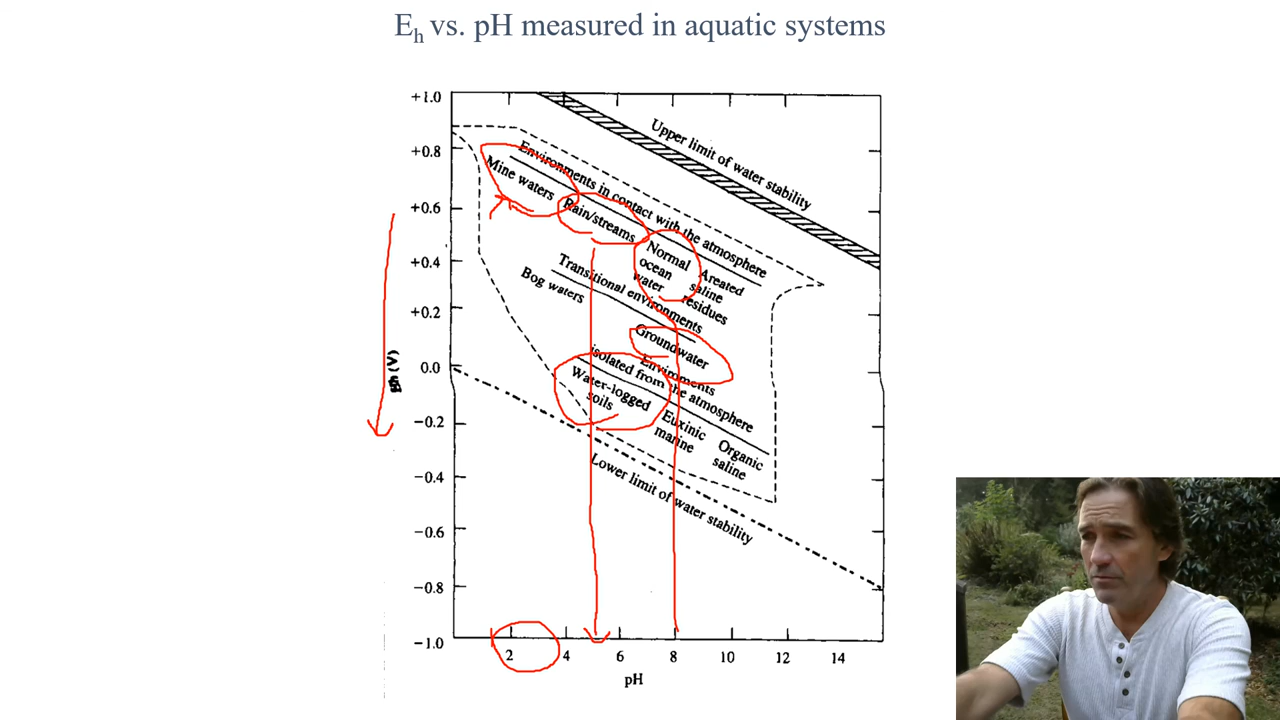 Eh vs. pH measured in aquatic systems
+1.0
+0.8
+0.6
+0.4
+0.2
0.0
−0.2
−0.4
−0.6
−0.8
−1.0
Eh (V)
Upper limit of water stability
Environments in contact with the atmosphere
Mine waters
Rain/streams
Normal
ocean
water
Areated
saline
residues
Transitional environments
Bog waters
Groundwater
Environments
isolated from the atmosphere
Water-logged
soils
Euxinic
marine
Organic
saline
Lower limit of water stability
2 4 6 8 10 12 14
pH